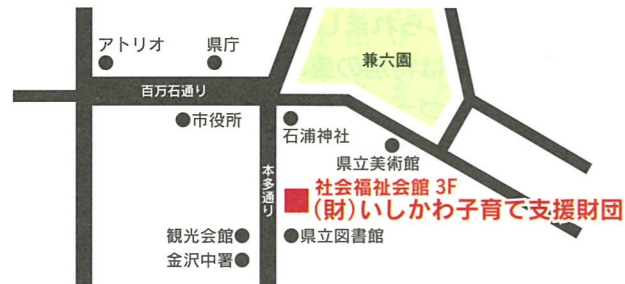 アトリオ
県庁
兼六園
百万石通り
市役所
石浦神社
県立美術館
本多通り
社会福祉会館 3F
(財)いしかわ子育て支援財団
観光会館
県立図書館
金沢中署